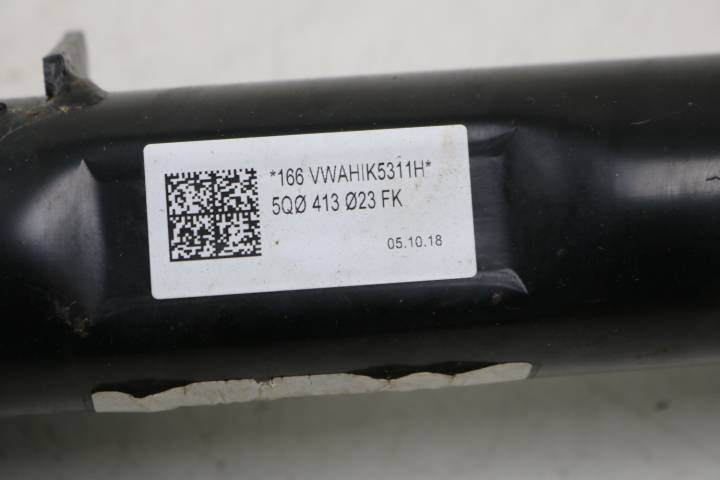 *166 VWAHIK5311H*
5QØ 413 Ø23 FK
05.10.18